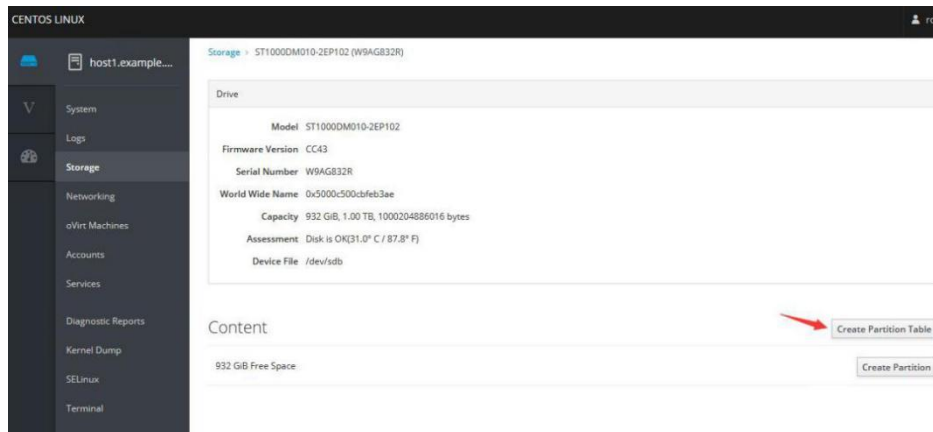 CENTOS LINUX
host1.example....
V
System
Logs
Storage
Networking
oVirt Machines
Accounts
Services
Diagnostic Reports
Kernel Dump
SELinux
Terminal
Storage › ST1000DM010-2EP102 (W9AG832R)
Drive
Model ST1000DM010-2EP102
Firmware Version CC43
Serial Number W9AG832R
World Wide Name 0x5000c500cbfeb3ae
Capacity 932 GiB, 1.00 TB, 1000204886016 bytes
Assessment Disk is OK(31.0° C / 87.8° F)
Device File /dev/sdb
Content
Create Partition Table
932 GiB Free Space
Create Partition